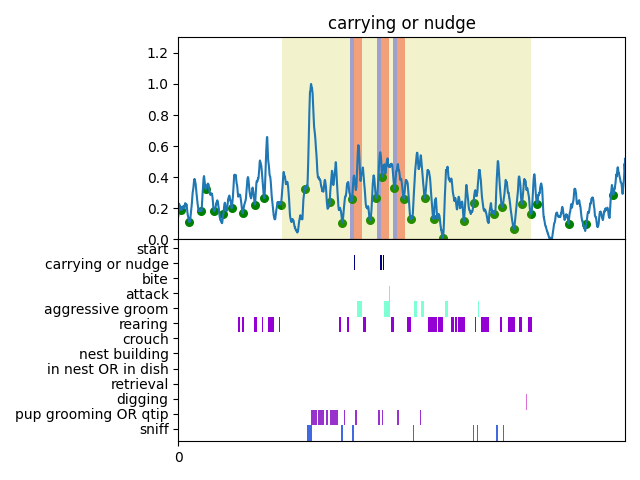 carrying or nudge
1.2
1.0
0.8
0.6
0.4
0.2
0.0
start
carrying or nudge
bite
attack
aggressive groom
rearing
crouch
nest building
in nest OR in dish
retrieval
digging
pup grooming OR qtip
sniff
0